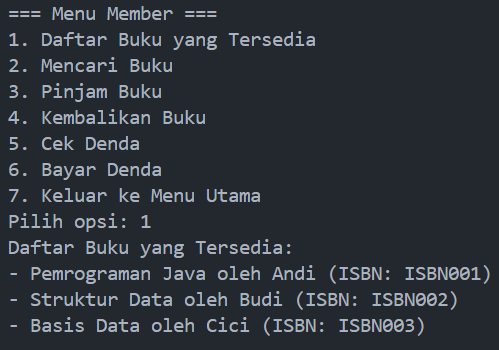 === Menu Member ===
1. Daftar Buku yang Tersedia
2. Mencari Buku
3. Pinjam Buku
4. Kembalikan Buku
5. Cek Denda
6. Bayar Denda
7. Keluar ke Menu Utama
Pilih opsi: 1
Daftar Buku yang Tersedia:
- Pemrograman Java oleh Andi (ISBN: ISBN001)
- Struktur Data oleh Budi (ISBN: ISBN002)
- Basis Data oleh Cici (ISBN: ISBN003)